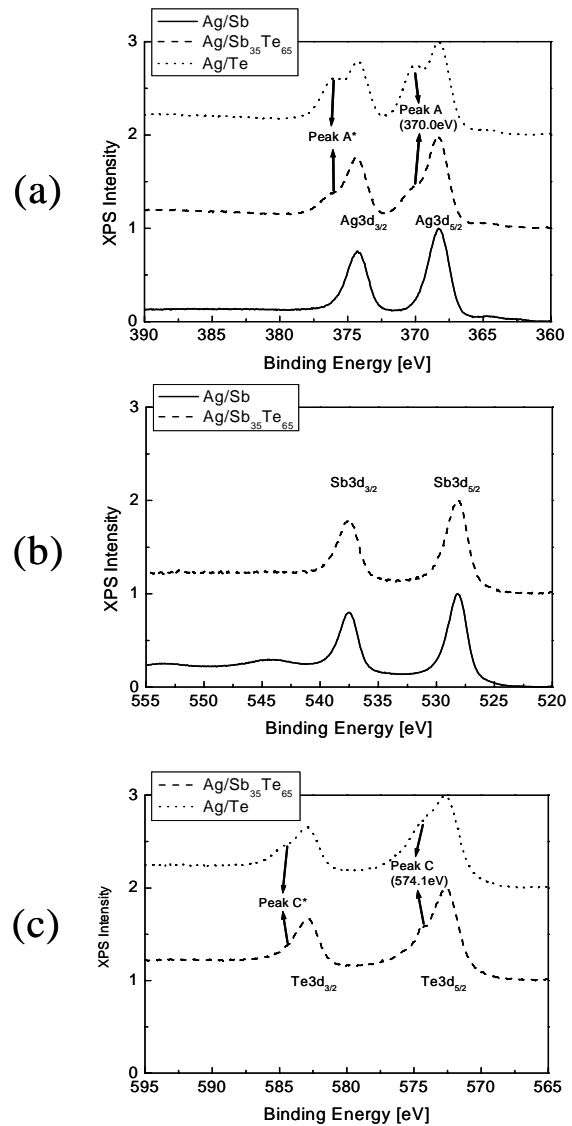 Ag/Sb
Ag/Sb35Te65
Ag/Te
(a)
XPS Intensity
3
2
1
0
Peak A*
Peak A
(370.0eV)
Ag3d3/2
Ag3d5/2
390 385 380 375 370 365 360
Binding Energy [eV]
Ag/Sb
Ag/Sb35Te65
(b)
XPS Intensity
3
2
1
0
Sb3d3/2
Sb3d5/2
555 550 545 540 535 530 525 520
Binding Energy [eV]
Ag/Sb35Te65
Ag/Te
(c)
XPS Intensity
3
2
1
0
Peak C*
Peak C
(574.1eV)
Te3d3/2
Te3d5/2
595 590 585 580 575 570 565
Binding Energy [eV]